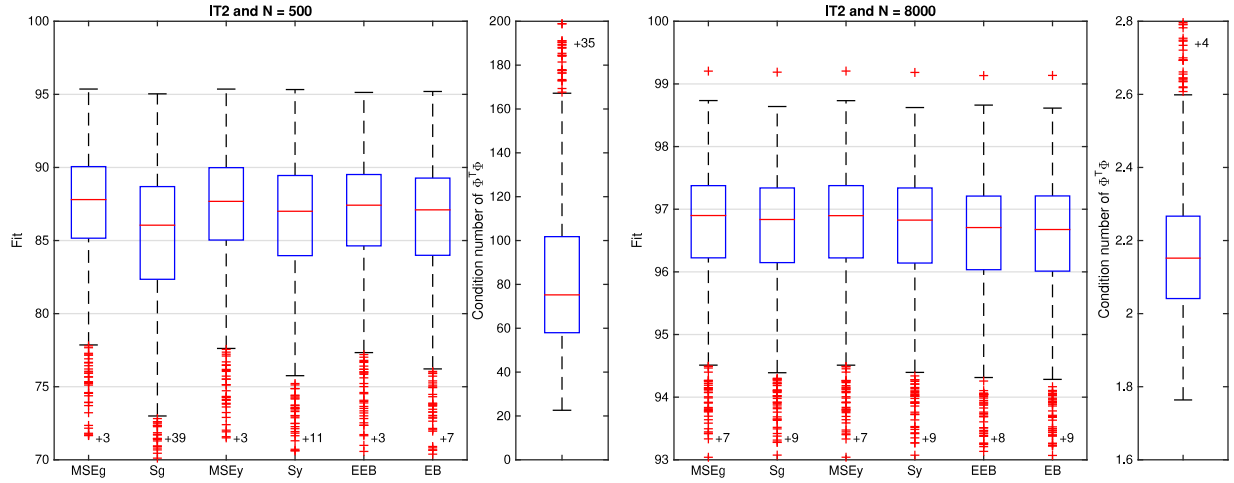 IT2 and N = 500
100
95
90
85
80
75
70
Fit
+3
+39
+3
+11
+3
+7
MSEg
Sg
MSEy
Sy
EEB
EB
200
180
160
140
120
100
80
60
40
20
0
Condition number of Φ^TΦ
+35
IT2 and N = 8000
100
99
98
97
96
95
94
93
Fit
+7
+9
+7
+9
+8
+9
MSEg
Sg
MSEy
Sy
EEB
EB
2.8
2.6
2.4
2.2
2
1.8
1.6
Condition number of Φ^TΦ
+4